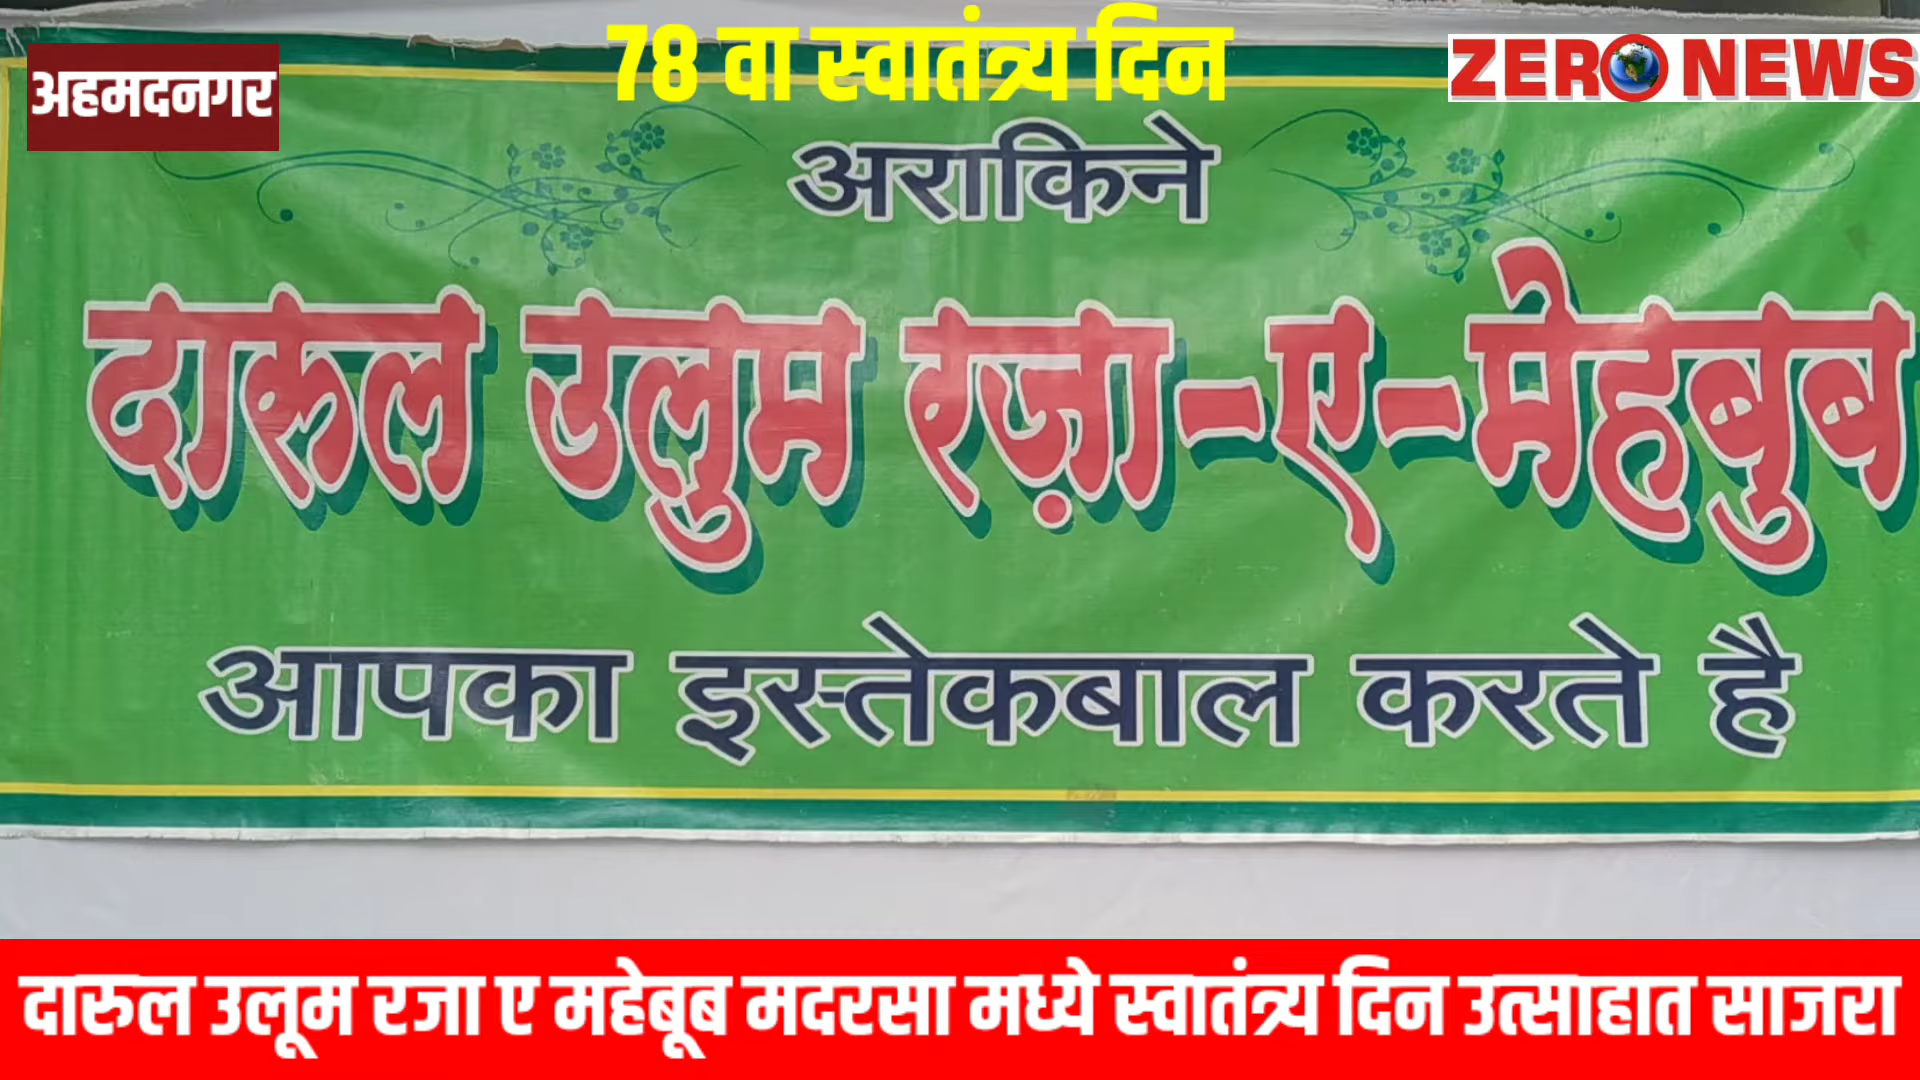 78 वा स्वातंत्र्य दिन
अहमदनगर
ZERO NEWS
अराकिने
दारुल उलुम रज़ा-ए-मेहबुब
आपका इस्तेकबाल करते है
दारुल उलूम रजा ए महेबूब मदरसा मध्ये स्वातंत्र्य दिन उत्साहात साजरा